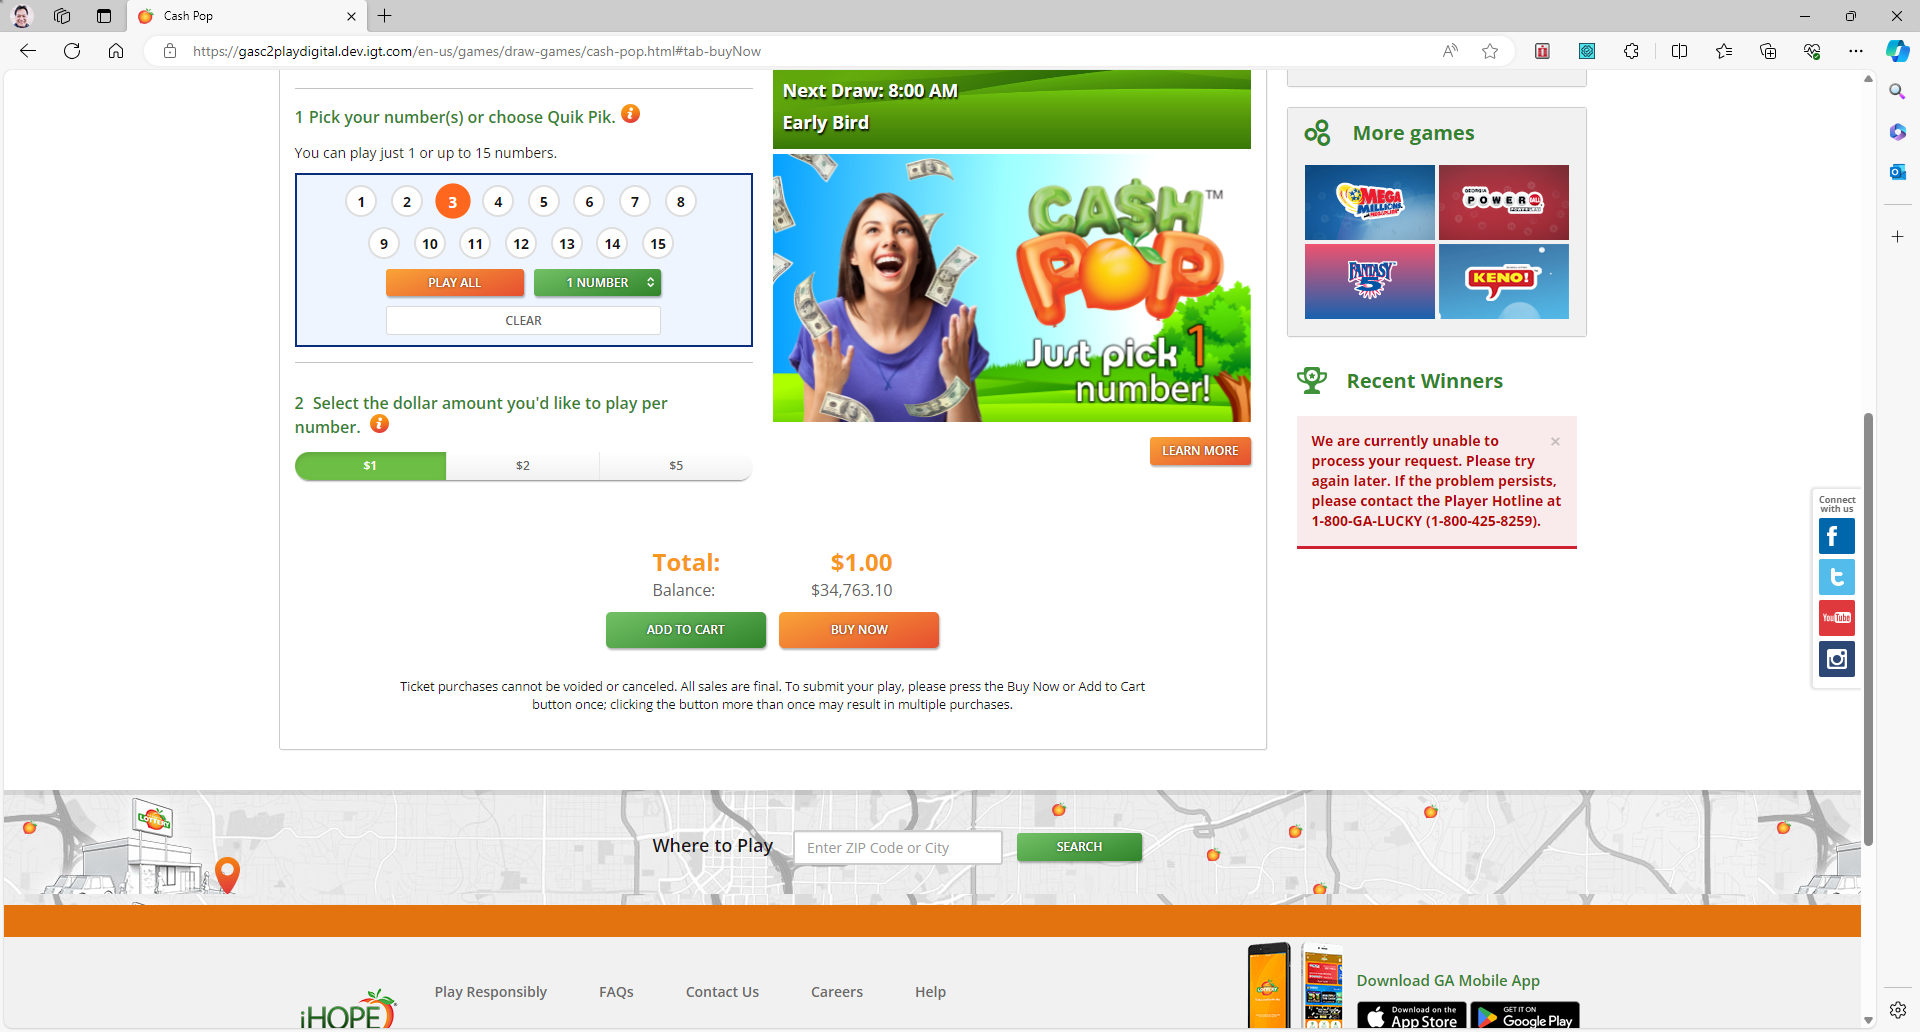 Cash Pop
https://gasc2playdigital.dev.igt.com/en-us/games/draw-games/cash-pop.html#tab-buyNow
1 Pick your number(s) or choose Quik Pik.
You can play just 1 or up to 15 numbers.
1 2 3 4 5 6 7 8
9 10 11 12 13 14 15
PLAY ALL
1 NUMBER
CLEAR
2 Select the dollar amount you'd like to play per
number.
$1 $2 $5
Next Draw: 8:00 AM
Early Bird
CA$H™
POP
Just pick 1
number!
LEARN MORE
Total: $1.00
Balance: $34,763.10
ADD TO CART
BUY NOW
Ticket purchases cannot be voided or canceled. All sales are final. To submit your play, please press the Buy Now or Add to Cart
button once; clicking the button more than once may result in multiple purchases.
More games
MEGA
MILLIONS
GEORGIA
POWERBALL
FANTASY
5
KENO!
Recent Winners
We are currently unable to
process your request. Please try
again later. If the problem persists,
please contact the Player Hotline at
1-800-GA-LUCKY (1-800-425-8259).
Connect
with us
YouTube
LOTTERY
Where to Play
Enter ZIP Code or City
SEARCH
iHOPE
Play Responsibly
FAQs
Contact Us
Careers
Help
Download GA Mobile App
Download on the
App Store
GET IT ON
Google Play